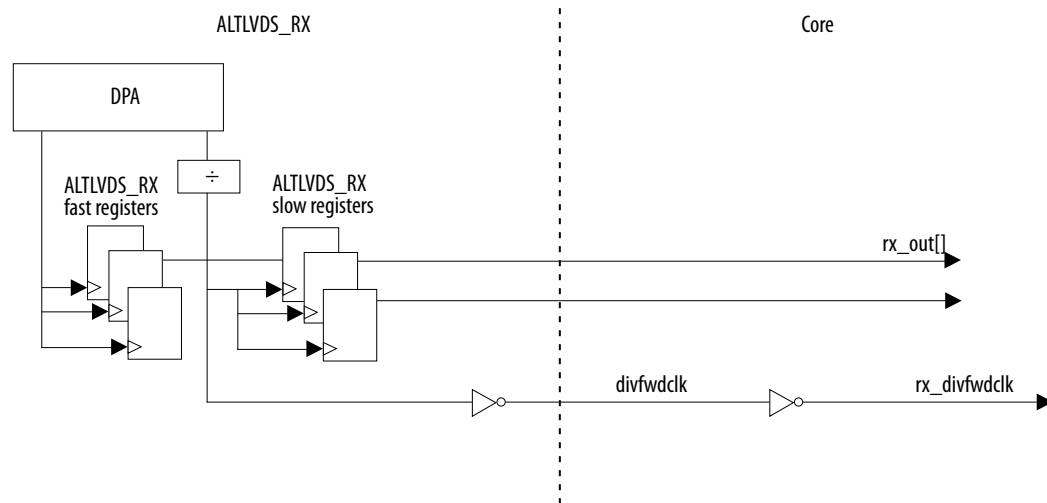 ALTLVDS_RX
Core
DPA
÷
ALTLVDS_RX
fast registers
ALTLVDS_RX
slow registers
rx_out[]
divfwdclk
rx_divfwdclk